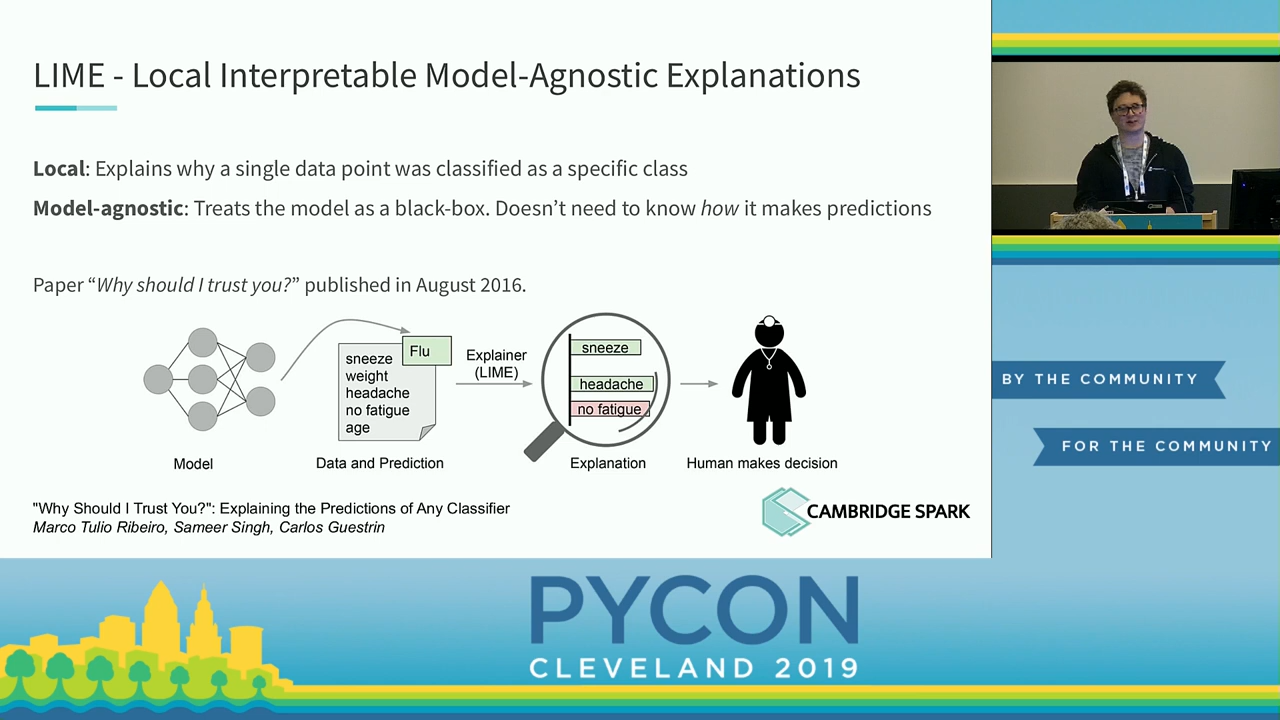 LIME - Local Interpretable Model-Agnostic Explanations
Local: Explains why a single data point was classified as a specific class
Model-agnostic: Treats the model as a black-box. Doesn’t need to know how it makes predictions
Paper “Why should I trust you?” published in August 2016.
Flu
sneeze
weight
headache
no fatigue
age
Explainer
(LIME)
sneeze
headache
no fatigue
Model
Data and Prediction
Explanation
Human makes decision
"Why Should I Trust You?": Explaining the Predictions of Any Classifier
Marco Tulio Ribeiro, Sameer Singh, Carlos Guestrin
CAMBRIDGE SPARK
BY THE COMMUNITY
FOR THE COMMUNITY
PYCON
CLEVELAND 2019